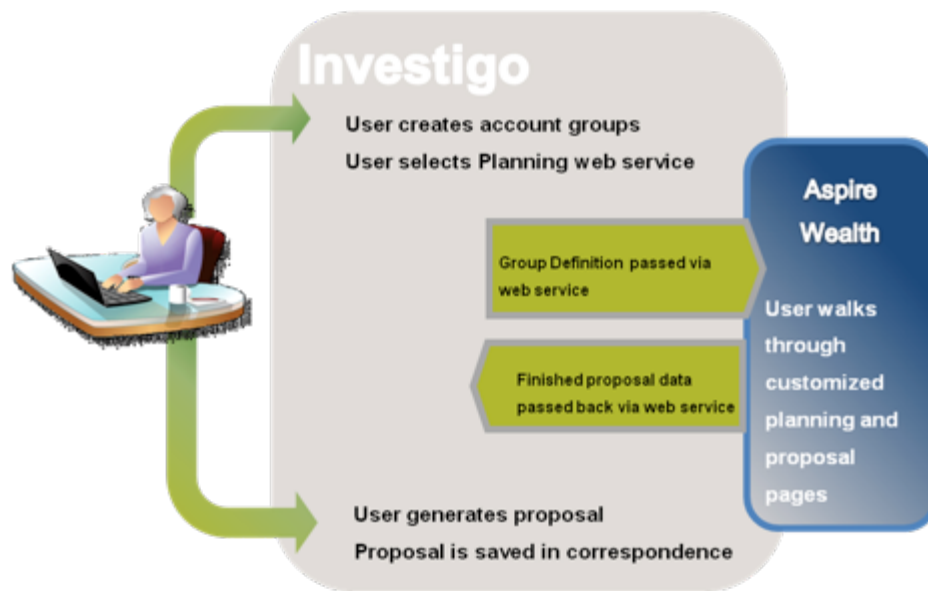 Investigo
User creates account groups
User selects Planning web service
Aspire
Wealth
Group Definition passed via
web service
User walks
through
customized
planning and
proposal
pages
Finished proposal data
passed back via web service
User generates proposal
Proposal is saved in correspondence